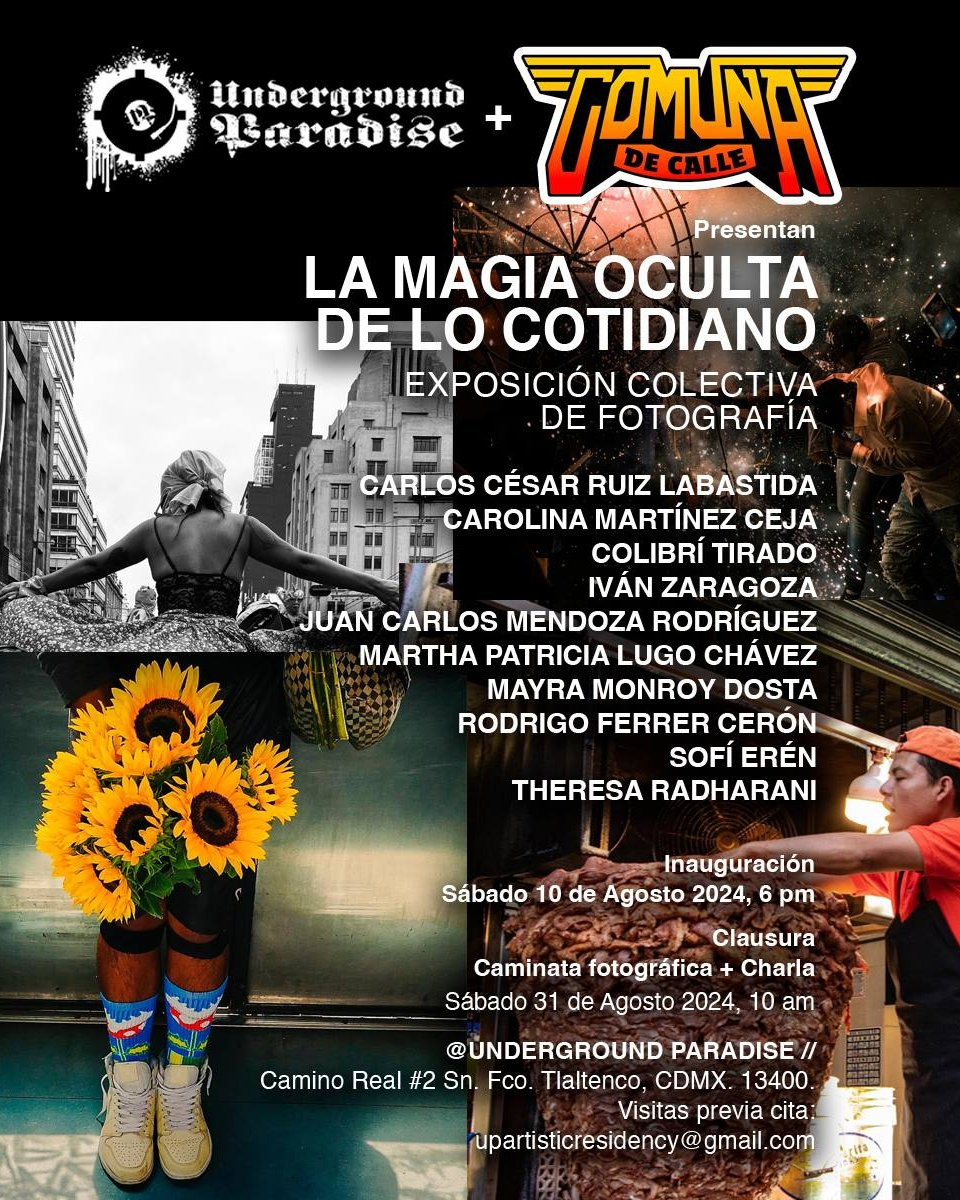 Underground
Paradise
+
COMUNA
DE CALLE
Presentan
LA MAGIA OCULTA
DE LO COTIDIANO
EXPOSICIÓN COLECTIVA
DE FOTOGRAFÍA
CARLOS CÉSAR RUIZ LABASTIDA
CAROLINA MARTÍNEZ CEJA
COLIBRÍ TIRADO
IVÁN ZARAGOZA
JUAN CARLOS MENDOZA RODRÍGUEZ
MARTHA PATRICIA LUGO CHÁVEZ
MAYRA MONROY DOSTA
RODRIGO FERRER CERÓN
SOFÍ ERÉN
THERESA RADHARANI
Inauguración
Sábado 10 de Agosto 2024, 6 pm
Clausura
Caminata fotográfica + Charla
Sábado 31 de Agosto 2024, 10 am
@UNDERGROUND PARADISE //
Camino Real #2 Sn. Fco. Tlaltenco, CDMX. 13400.
Visitas previa cita:
upartisticresidency@gmail.com